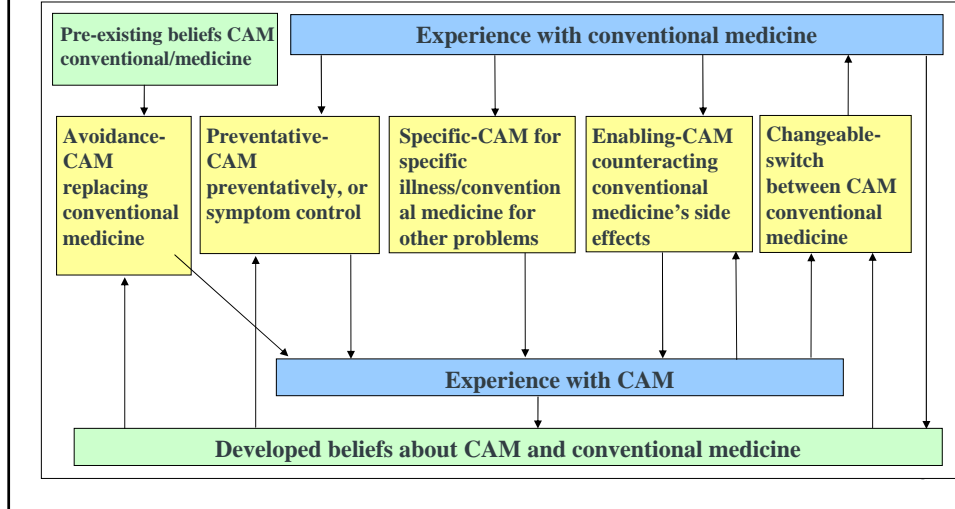 Pre-existing beliefs CAM
conventional/medicine
Experience with conventional medicine
Avoidance-
CAM
replacing
conventional
medicine
Preventative-
CAM
preventatively, or
symptom control
Specific-CAM for
specific
illness/convention
al medicine for
other problems
Enabling-CAM
counteracting
conventional
medicine’s side
effects
Changeable-
switch
between CAM
conventional
medicine
Experience with CAM
Developed beliefs about CAM and conventional medicine